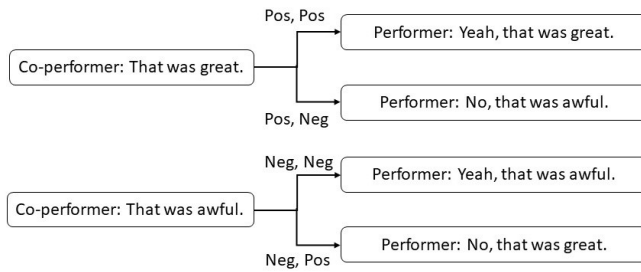 Pos, Pos
Performer: Yeah, that was great.
Co-performer: That was great.
Performer: No, that was awful.
Pos, Neg
Neg, Neg
Performer: Yeah, that was awful.
Co-performer: That was awful.
Performer: No, that was great.
Neg, Pos